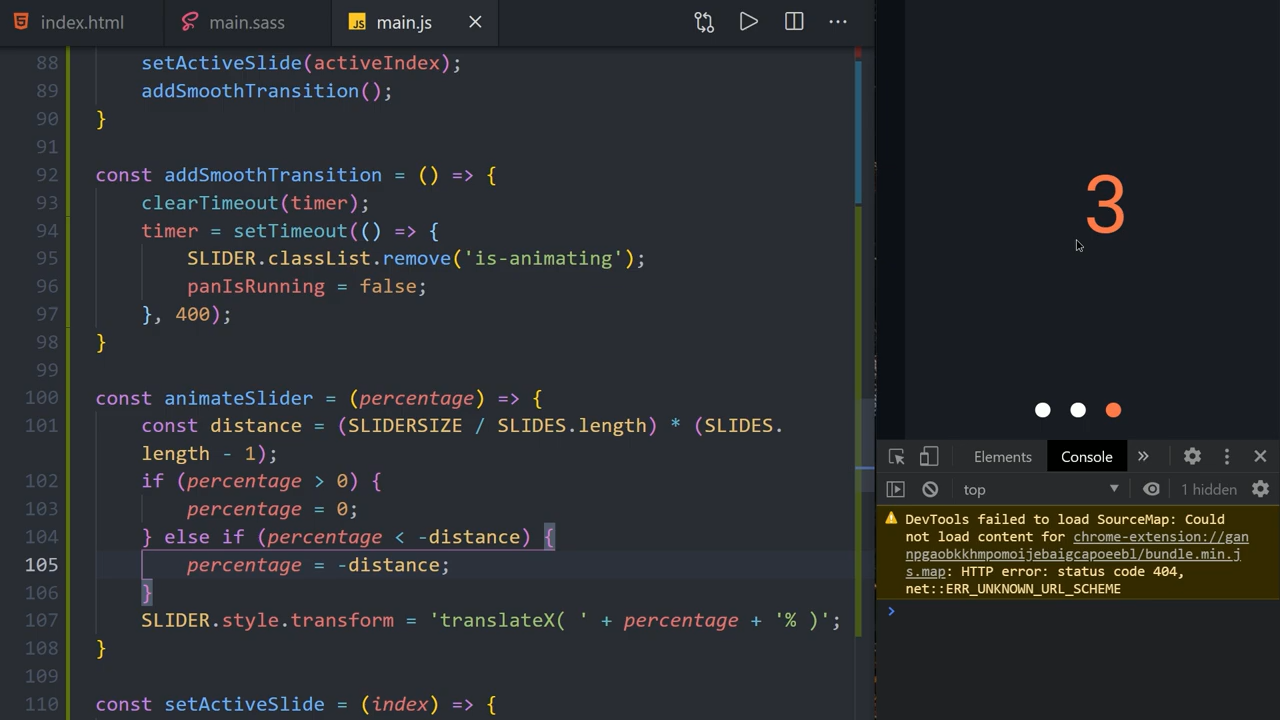 index.html
main.sass
JS main.js
88 setActiveSlide(activeIndex);
89 addSmoothTransition();
90 }
91
92 const addSmoothTransition = () => {
93 clearTimeout(timer);
94 timer = setTimeout(() => {
95 SLIDER.classList.remove('is-animating');
96 panIsRunning = false;
97 }, 400);
98 }
99
100 const animateSlider = (percentage) => {
101 const distance = (SLIDERSIZE / SLIDES.length) * (SLIDES.
length - 1);
102 if (percentage > 0) {
103 percentage = 0;
104 } else if (percentage < -distance) {
105 percentage = -distance;
106 }
107 SLIDER.style.transform = 'translateX( ' + percentage + '% )';
108 }
109
110 const setActiveSlide = (index) => {
3
Elements
Console
top
1 hidden
DevTools failed to load SourceMap: Could
not load content for chrome-extension://gan
npgaobkkhmpomoijebaigcapoeebl/bundle.min.j
s.map: HTTP error: status code 404,
net::ERR_UNKNOWN_URL_SCHEME